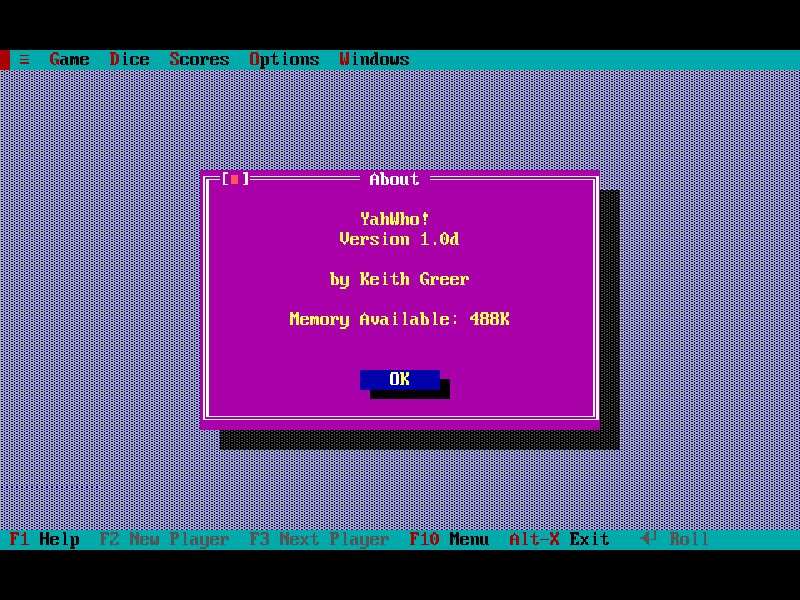 ≡ Game Dice Scores Options Windows
[■] About
YahWho!
Version 1.0d
by Keith Greer
Memory Available: 488K
OK
F1 Help F2 New Player F3 Next Player F10 Menu Alt-X Exit ◄┘ Roll